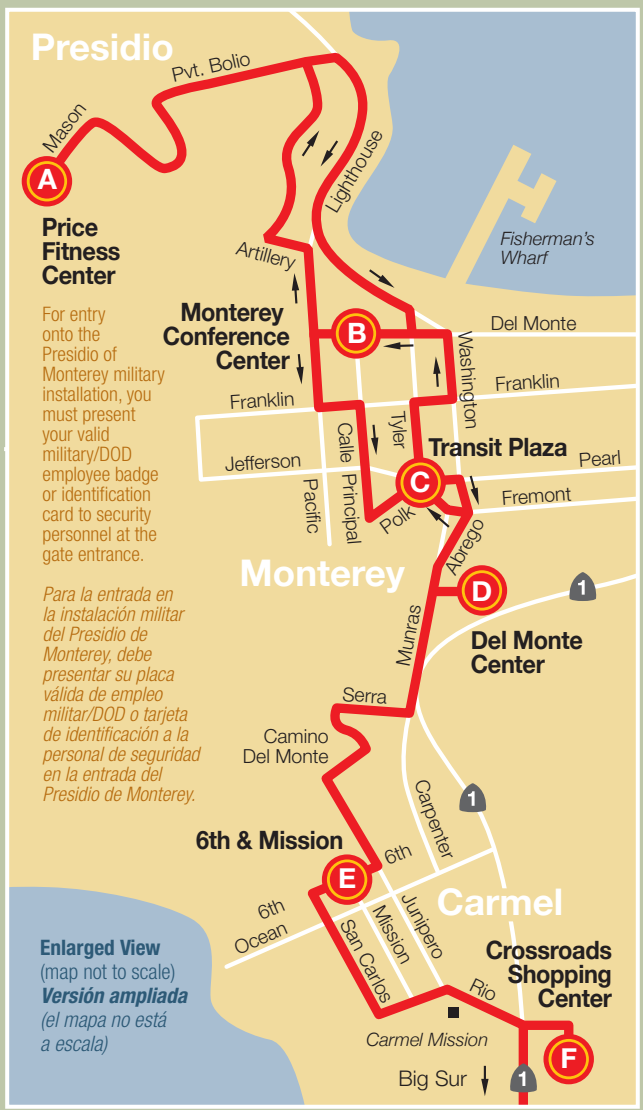 Presidio
Pvt. Bolio
Mason
A
Lighthouse
Price
Fitness
Center
Artillery
Fisherman's
Wharf
For entry
onto the
Presidio of
Monterey military
installation, you
must present
your valid
military/DOD
employee badge
or identification
card to security
personnel at the
gate entrance.
Para la entrada en
la instalación militar
del Presidio de
Monterey, debe
presentar su placa
válida de empleo
militar/DOD o tarjeta
de identificación a la
personal de seguridad
en la entrada del
Presidio de Monterey.
Monterey
Conference
Center
B
Del Monte
Washington
Franklin
Franklin
Calle Principal
Tyler
Transit Plaza
Jefferson
Pacific
C
Pearl
Polk
Fremont
Abrego
Monterey
D
1
Del Monte
Center
Munras
Serra
Camino
Del Monte
1
Carpenter
6th & Mission
6th
E
Carmel
6th
Ocean
San Carlos
Mission
Junipero
Crossroads
Shopping
Center
Rio
Enlarged View
(map not to scale)
Versión ampliada
(el mapa no está
a escala)
Carmel Mission
F
Big Sur
1